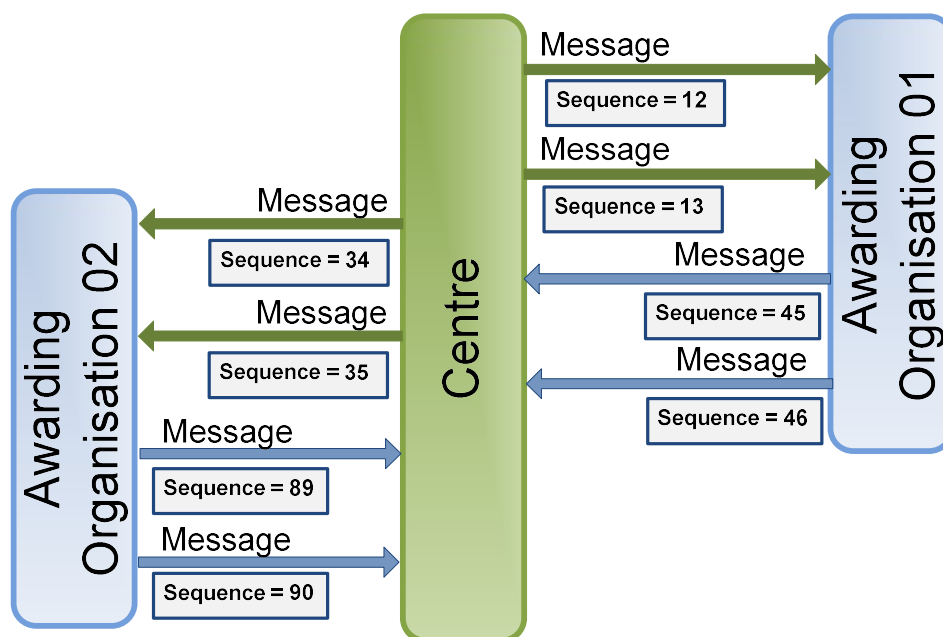 Message
Sequence = 12
Message
Sequence = 13
Message
Sequence = 45
Message
Sequence = 46
Awarding
Organisation 01
Centre
Message
Sequence = 34
Message
Sequence = 35
Message
Sequence = 89
Message
Sequence = 90
Awarding
Organisation 02